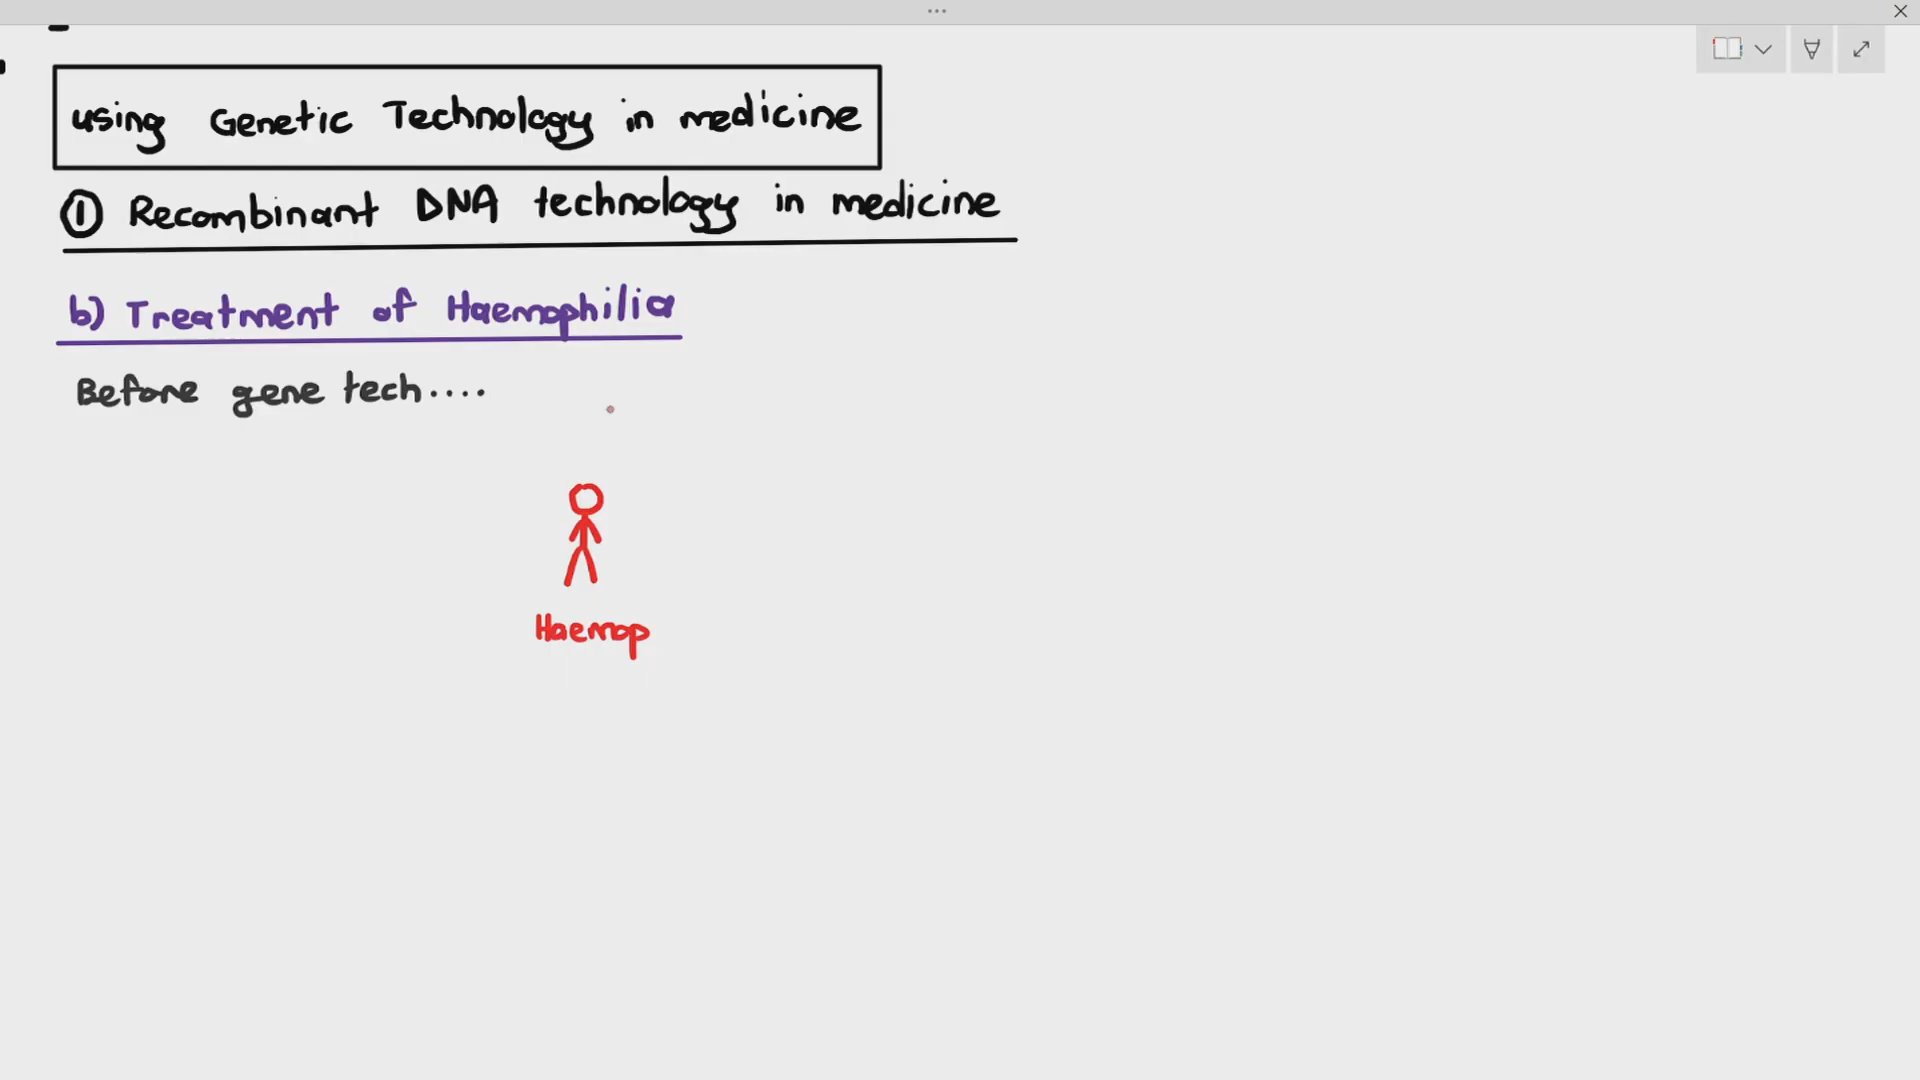 using Genetic Technology in medicine
① Recombinant DNA technology in medicine
b) Treatment of Haemophilia
Before gene tech....
Haemop